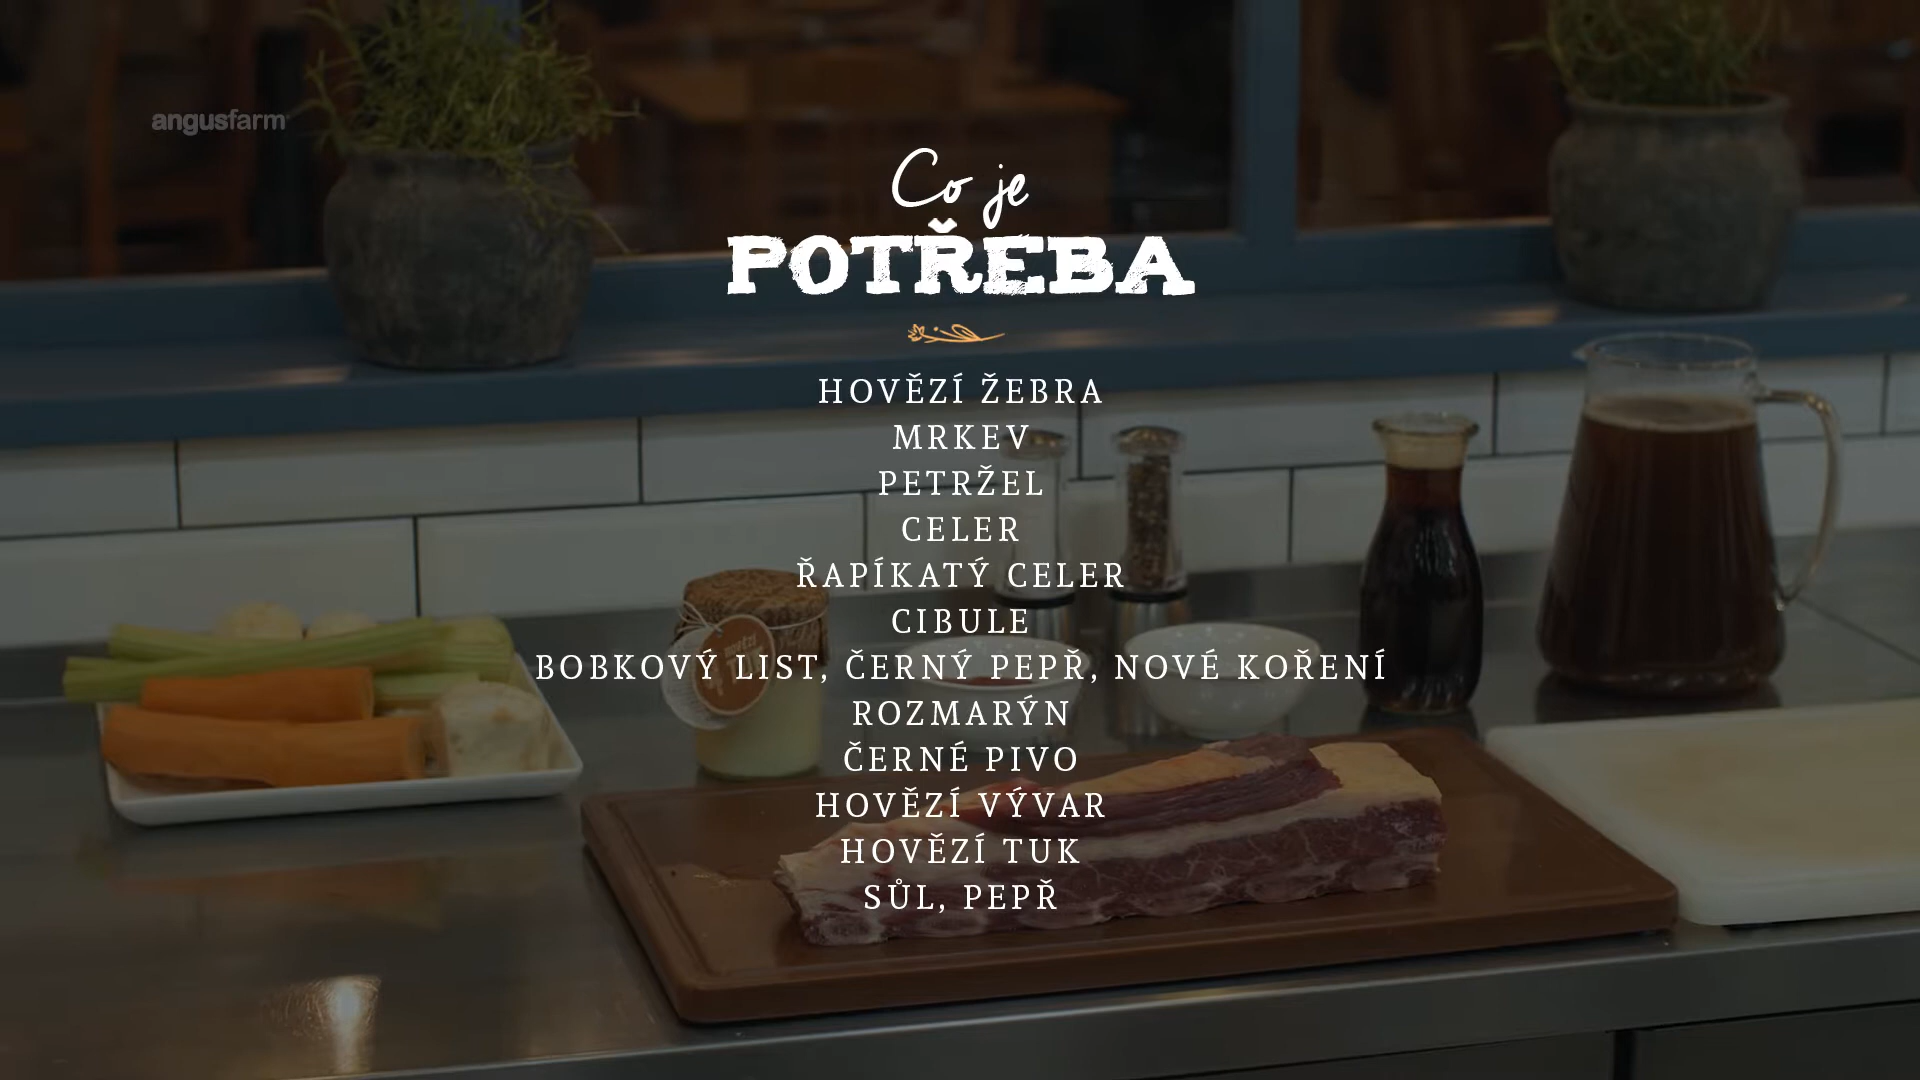 angusfarm
Co je
POTŘEBA
HOVĚZÍ ŽEBRA
MRKEV
PETRŽEL
CELER
ŘAPÍKATÝ CELER
CIBULE
BOBKOVÝ LIST, ČERNÝ PEPŘ, NOVÉ KOŘENÍ
ROZMARÝN
ČERNÉ PIVO
HOVĚZÍ VÝVAR
HOVĚZÍ TUK
SŮL, PEPŘ